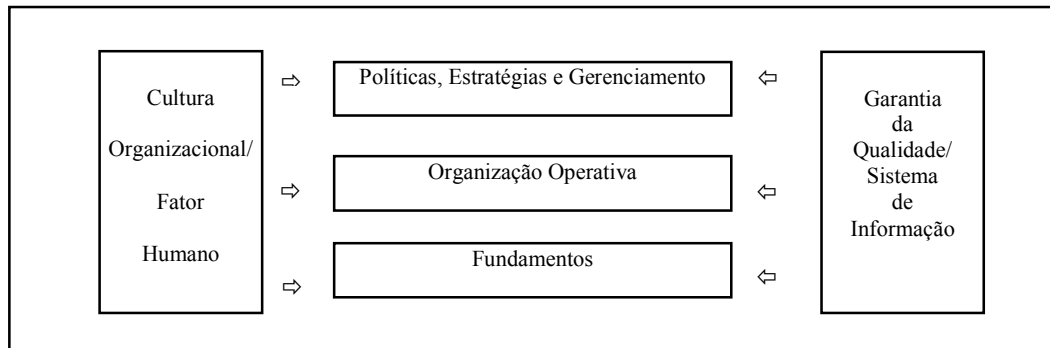 Cultura
Organizacional/
Fator
Humano
Políticas, Estratégias e Gerenciamento
Organização Operativa
Fundamentos
Garantia
da
Qualidade/
Sistema
de
Informação